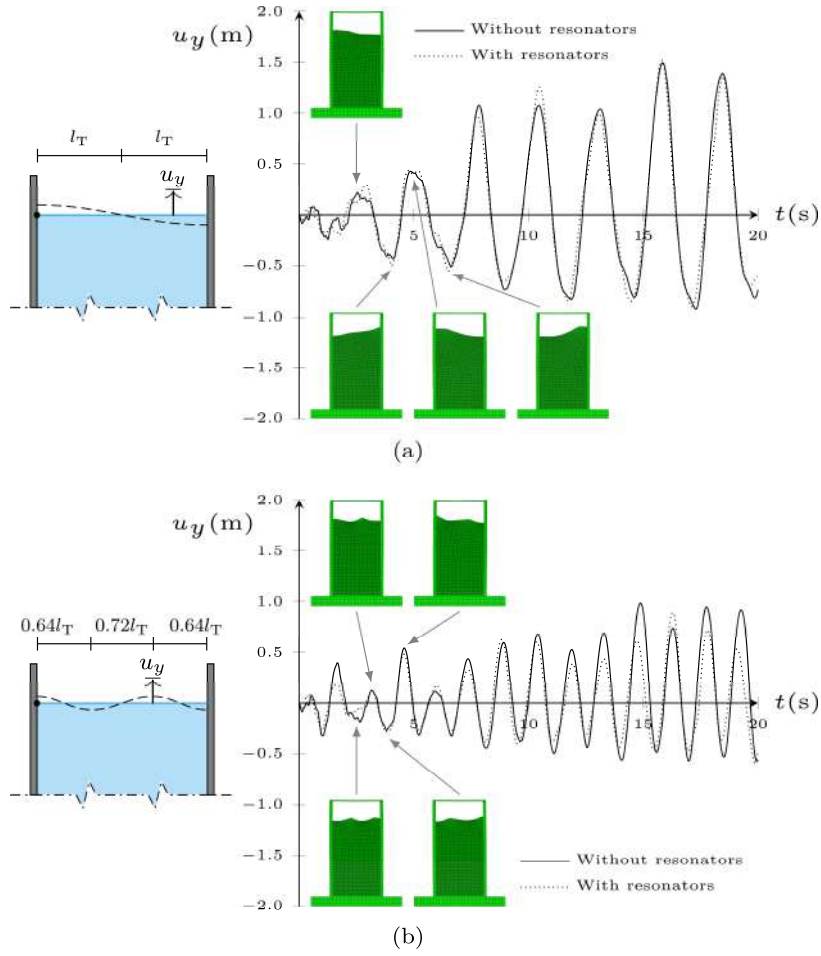 u_y(m)
2.0
1.5
1.0
0.5
−0.5
−1.0
−1.5
−2.0
Without resonators
With resonators
l_T l_T
u_y
5 10 15 20
t(s)
(a)
u_y(m)
2.0
1.5
1.0
0.5
−0.5
−1.0
−1.5
−2.0
0.64l_T 0.72l_T 0.64l_T
u_y
5 10 15 20
t(s)
Without resonators
With resonators
(b)